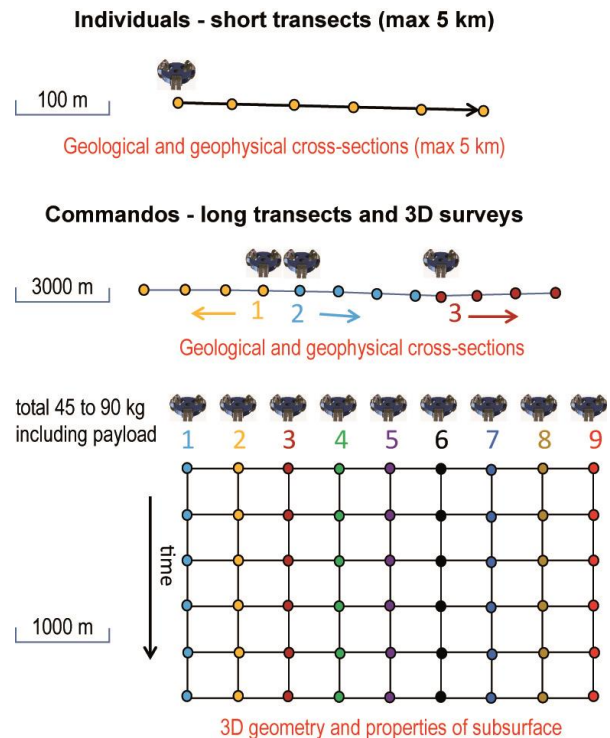 Individuals - short transects (max 5 km)
100 m
Geological and geophysical cross-sections (max 5 km)
Commandos - long transects and 3D surveys
3000 m
1 2 3
Geological and geophysical cross-sections
total 45 to 90 kg
including payload
1 2 3 4 5 6 7 8 9
time
1000 m
3D geometry and properties of subsurface